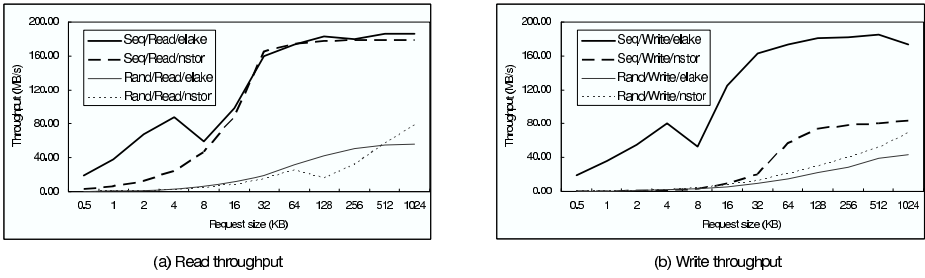 200.00
160.00
120.00
80.00
40.00
0.00
Throughput (MB/s)
Seq/Read/elake
Seq/Read/nstor
Rand/Read/elake
Rand/Read/nstor
0.5 1 2 4 8 16 32 64 128 256 512 1024
Request size (KB)
(a) Read throughput
200.00
160.00
120.00
80.00
40.00
0.00
Throughput (MB/s)
Seq/Write/elake
Seq/Write/nstor
Rand/Write/elake
Rand/Write/nstor
0.5 1 2 4 8 16 32 64 128 256 512 1024
Request size (KB)
(b) Write throughput